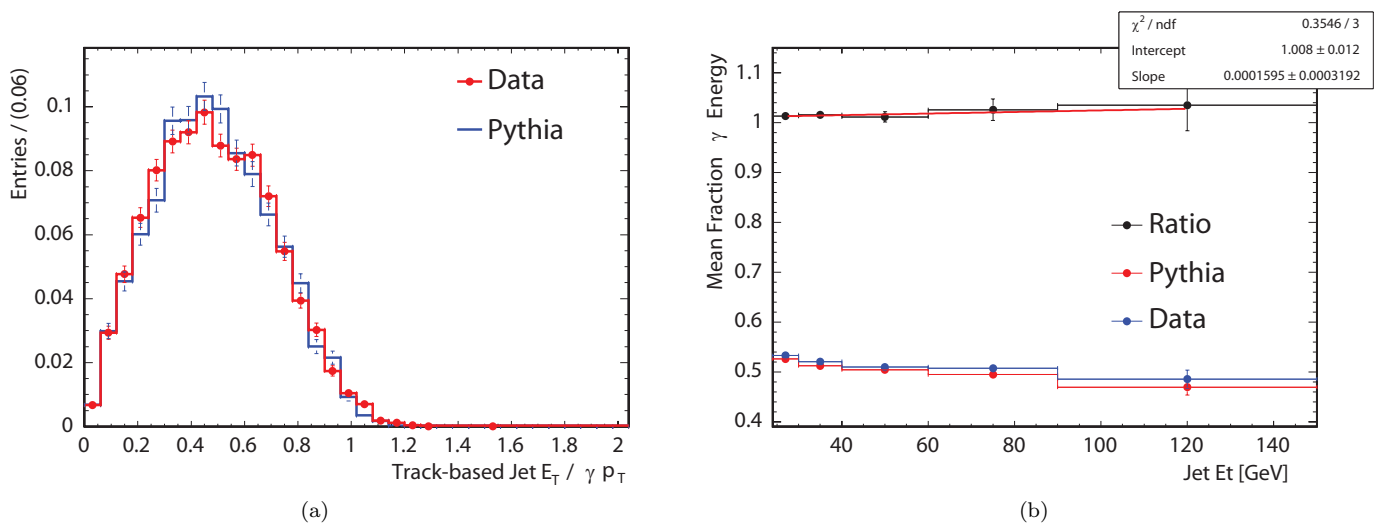 Entries / (0.06)
0.1
0.08
0.06
0.04
0.02
0
0 0.2 0.4 0.6 0.8 1 1.2 1.4 1.6 1.8 2
Track-based Jet E_T / γ p_T
Data
Pythia
(a)
χ² / ndf 0.3546 / 3
Intercept 1.008 ± 0.012
Slope 0.0001595 ± 0.0003192
Mean Fraction γ Energy
1.1
1
0.9
0.8
0.7
0.6
0.5
0.4
Ratio
Pythia
Data
40 60 80 100 120 140
Jet Et [GeV]
(b)